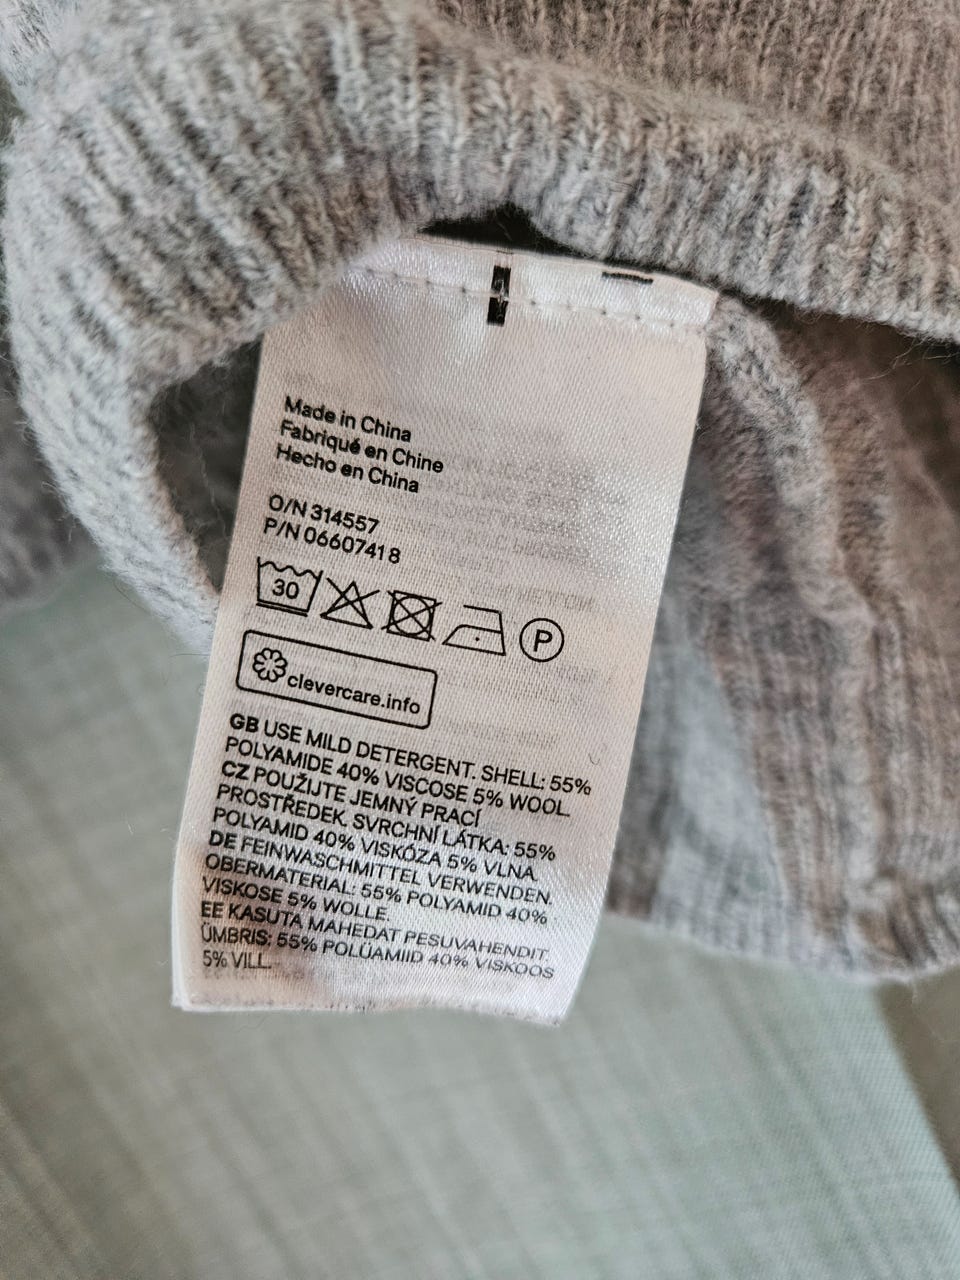 Made in China
Fabriqué en Chine
Hecho en China
O/N 314557
P/N 0660741 8
30
P
clevercare.info
GB USE MILD DETERGENT. SHELL: 55%
POLYAMIDE 40% VISCOSE 5% WOOL.
CZ POUŽIJTE JEMNÝ PRACÍ
PROSTŘEDEK. SVRCHNÍ LÁTKA: 55%
POLYAMID 40% VISKÓZA 5% VLNA.
DE FEINWASCHMITTEL VERWENDEN.
OBERMATERIAL: 55% POLYAMID 40%
VISKOSE 5% WOLLE.
EE KASUTA MAHEDAT PESUVAHENDIT.
ÜMBRIS: 55% POLÜAMIID 40% VISKOOS
5% VILL.